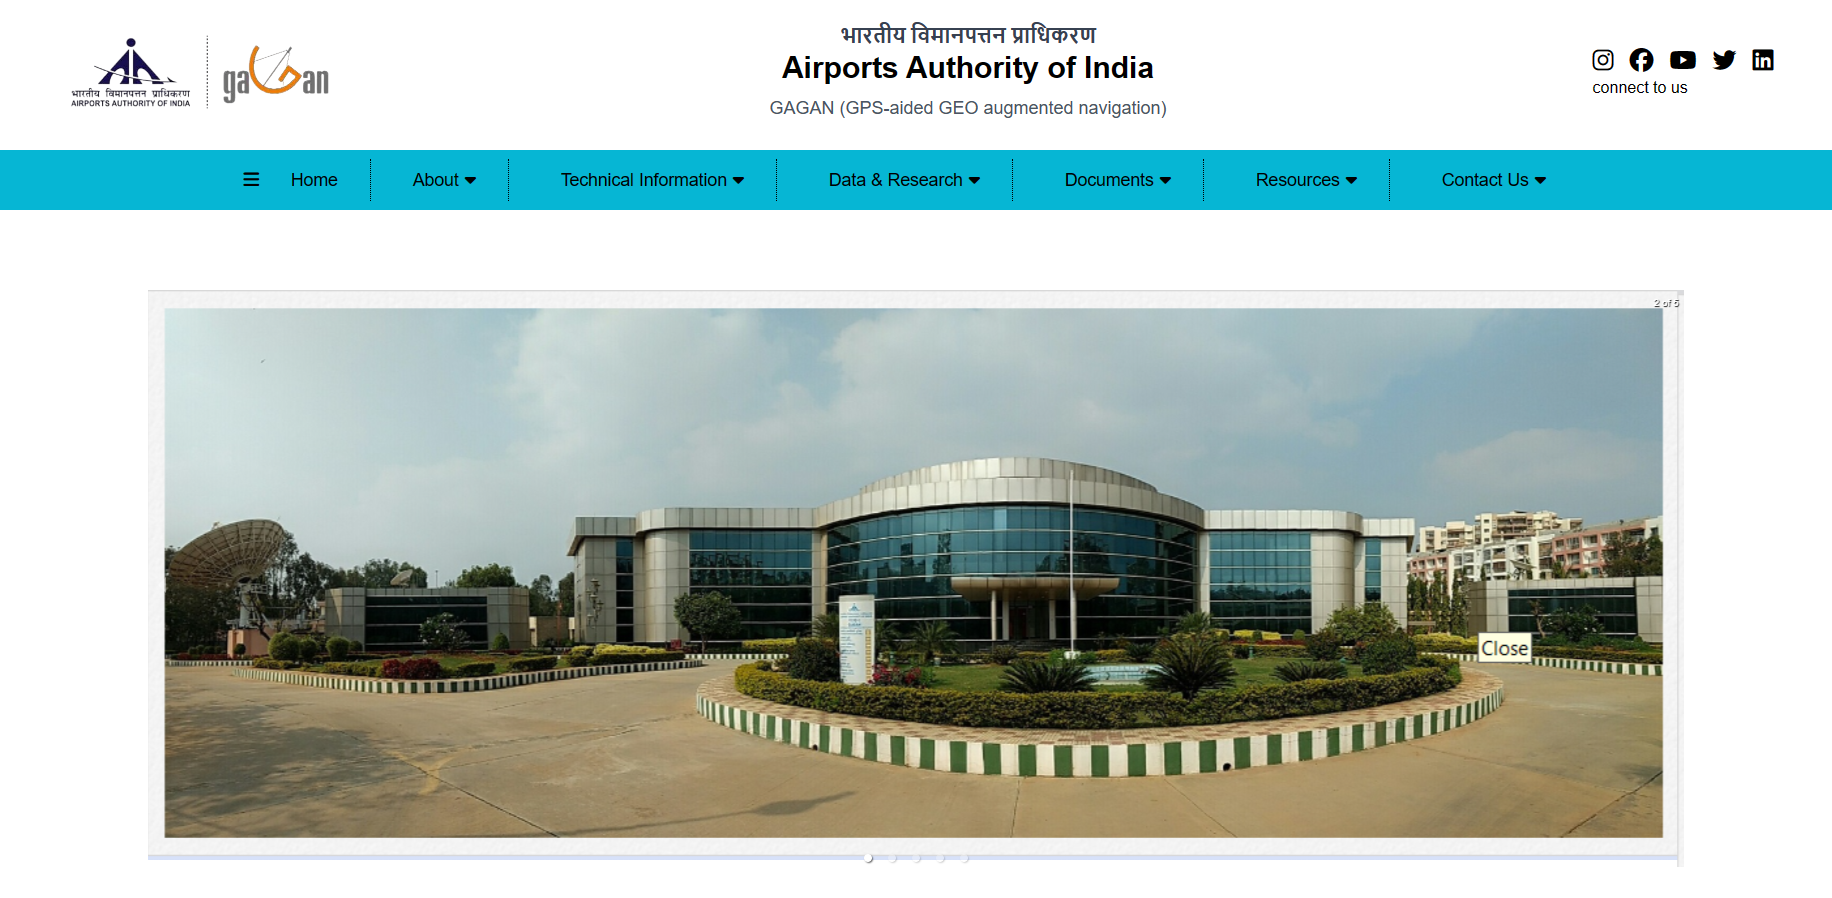 भारतीय विमानपत्तन प्राधिकरण
AIRPORTS AUTHORITY OF INDIA
gagan
भारतीय विमानपत्तन प्राधिकरण
Airports Authority of India
GAGAN (GPS-aided GEO augmented navigation)
connect to us
Home
About
Technical Information
Data & Research
Documents
Resources
Contact Us
2 of 5
Close